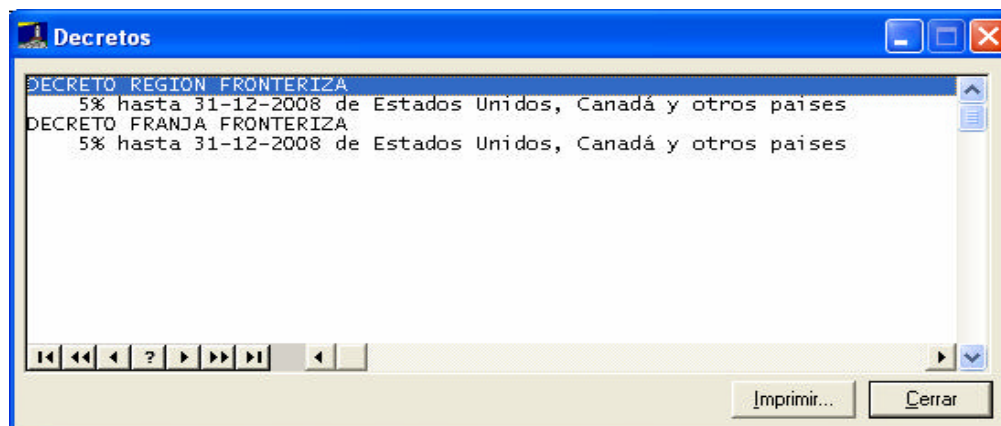 Decretos
DECRETO REGION FRONTERIZA
5% hasta 31-12-2008 de Estados Unidos, Canadá y otros paises
DECRETO FRANJA FRONTERIZA
5% hasta 31-12-2008 de Estados Unidos, Canadá y otros paises
?
Imprimir... Cerrar